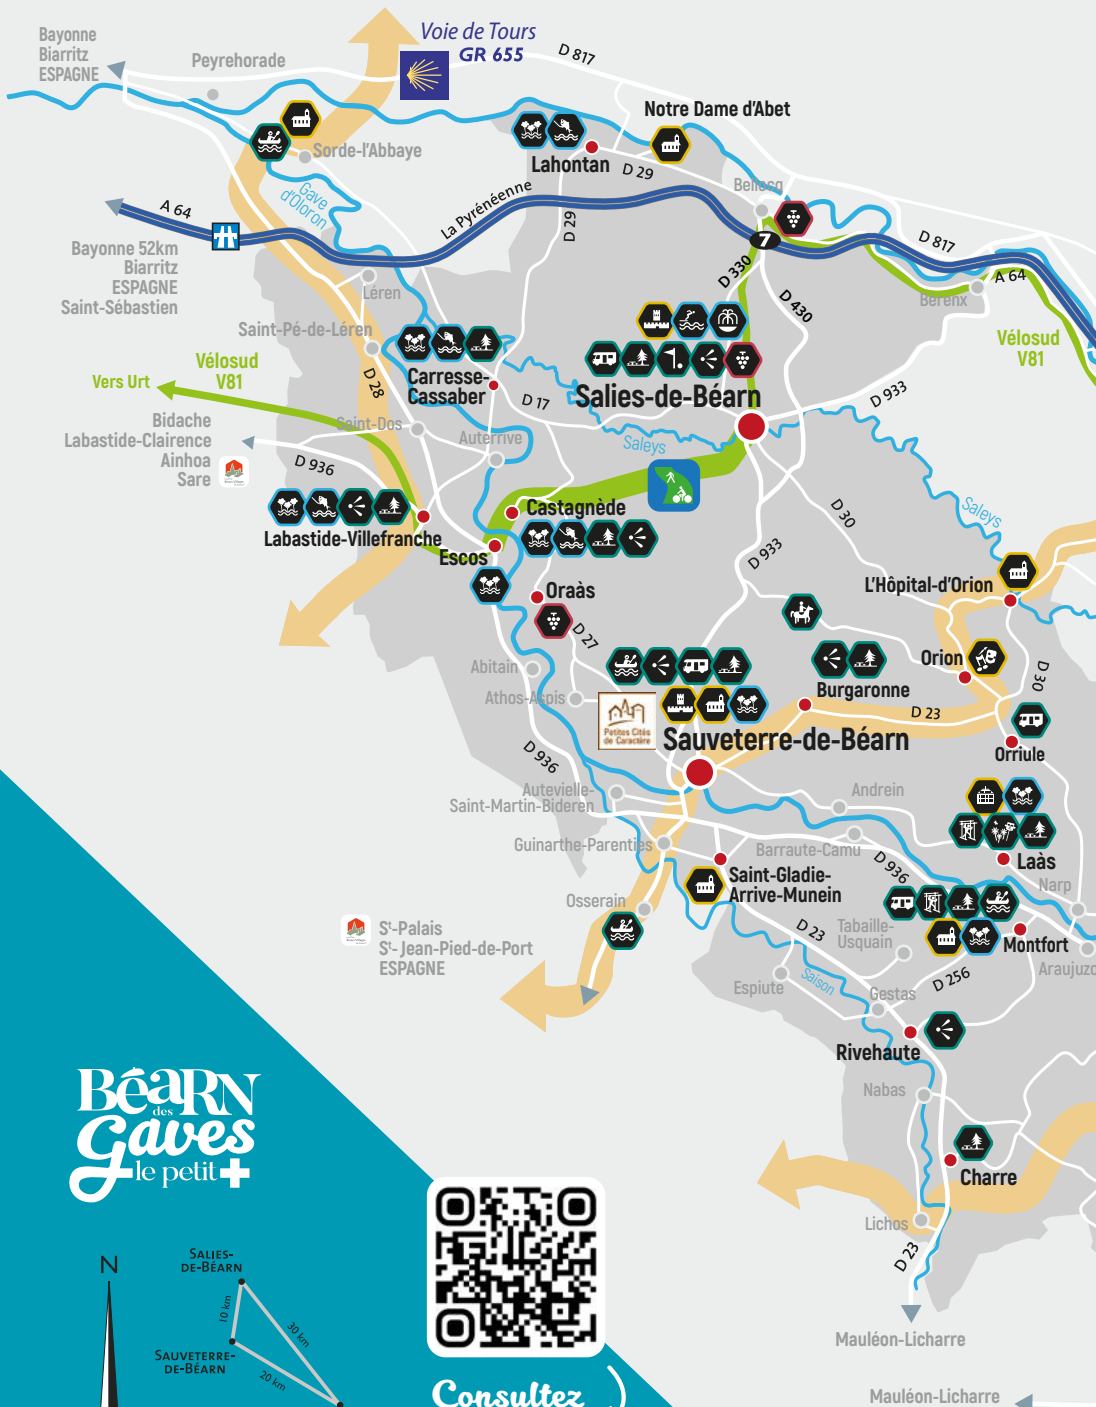 Voie de Tours
GR 655
D 817
Bayonne
Biarritz
ESPAGNE
Peyrehorade
Notre Dame d'Abet
Sorde-l'Abbaye
Lahontan
D 29
Bellocq
Gave
d'Oloron
La Pyrénéenne
A 64
D 29
7
D 817
A 64
Bérenx
Bayonne 52km
Biarritz
ESPAGNE
Saint-Sébastien
D 330
D 430
Léren
Saint-Pé-de-Léren
Vélosud
V81
Vélosud
V81
Vers Urt
D 28
Carresse-
Cassaber
Salies-de-Béarn
D 17
D 933
Bidache
Labastide-Clairence
Ainhoa
Sare
Saint-Dos
Auterrive
Saleys
D 936
Saleys
Castagnède
D 30
Labastide-Villefranche
Escos
D 933
L'Hôpital-d'Orion
Oraàs
D 27
Orion
Abitain
Burgaronne
D 30
Athos-Aspis
Petites Cités
de Caractère
D 23
Sauveterre-de-Béarn
Orriule
D 936
Autevielle-
Saint-Martin-Bideren
Andrein
Guinarthe-Parenties
Barraute-Camu
Laàs
D 936
Saint-Gladie-
Arrive-Munein
Narp
Osserain
St-Palais
St-Jean-Pied-de-Port
ESPAGNE
D 23
Tabaille-
Usquain
Montfort
Araujuzo
Espiute
Saison
Gestas
D 256
Rivehaute
Nabas
Charre
Lichos
D 23
Mauléon-Licharre
Mauléon-Licharre
BéaRN
des
Gaves
le petit +
N
SALIES-
DE-BÉARN
10 km
30 km
SAUVETERRE-
DE-BÉARN
20 km
Consultez